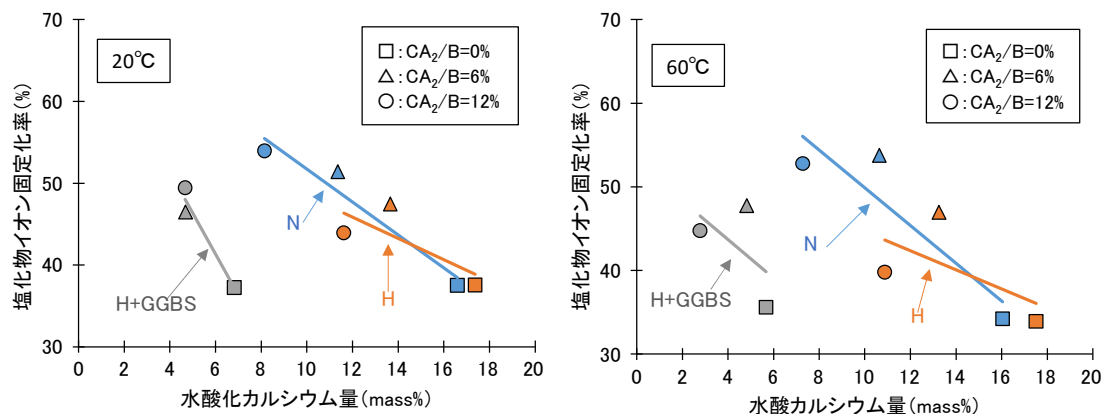 70
60
50
40
30
塩化物イオン固定化率(%)
20℃
□:CA₂/B=0%
△:CA₂/B=6%
○:CA₂/B=12%
N
H
H+GGBS
0 2 4 6 8 10 12 14 16 18 20
水酸化カルシウム量(mass%)
70
60
50
40
30
塩化物イオン固定化率(%)
60℃
□:CA₂/B=0%
△:CA₂/B=6%
○:CA₂/B=12%
N
H+GGBS
H
0 2 4 6 8 10 12 14 16 18 20
水酸カルシウム量(mass%)